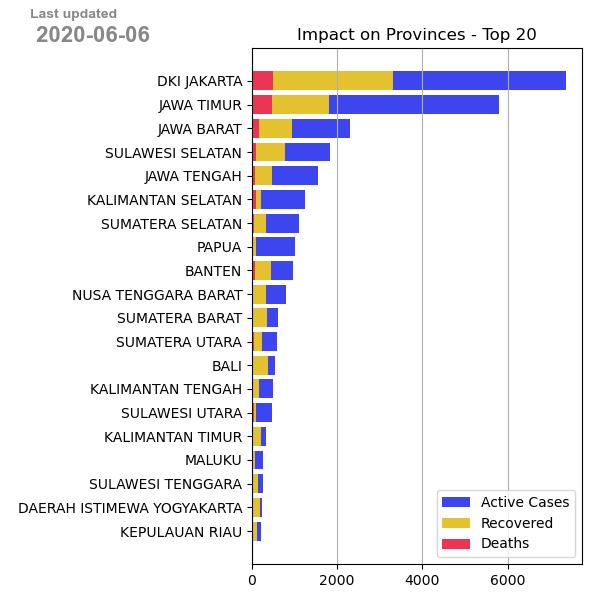 Last updated
2020-06-06
Impact on Provinces - Top 20
DKI JAKARTA
JAWA TIMUR
JAWA BARAT
SULAWESI SELATAN
JAWA TENGAH
KALIMANTAN SELATAN
SUMATERA SELATAN
PAPUA
BANTEN
NUSA TENGGARA BARAT
SUMATERA BARAT
SUMATERA UTARA
BALI
KALIMANTAN TENGAH
SULAWESI UTARA
KALIMANTAN TIMUR
MALUKU
SULAWESI TENGGARA
DAERAH ISTIMEWA YOGYAKARTA
KEPULAUAN RIAU
Active Cases
Recovered
Deaths
0 2000 4000 6000